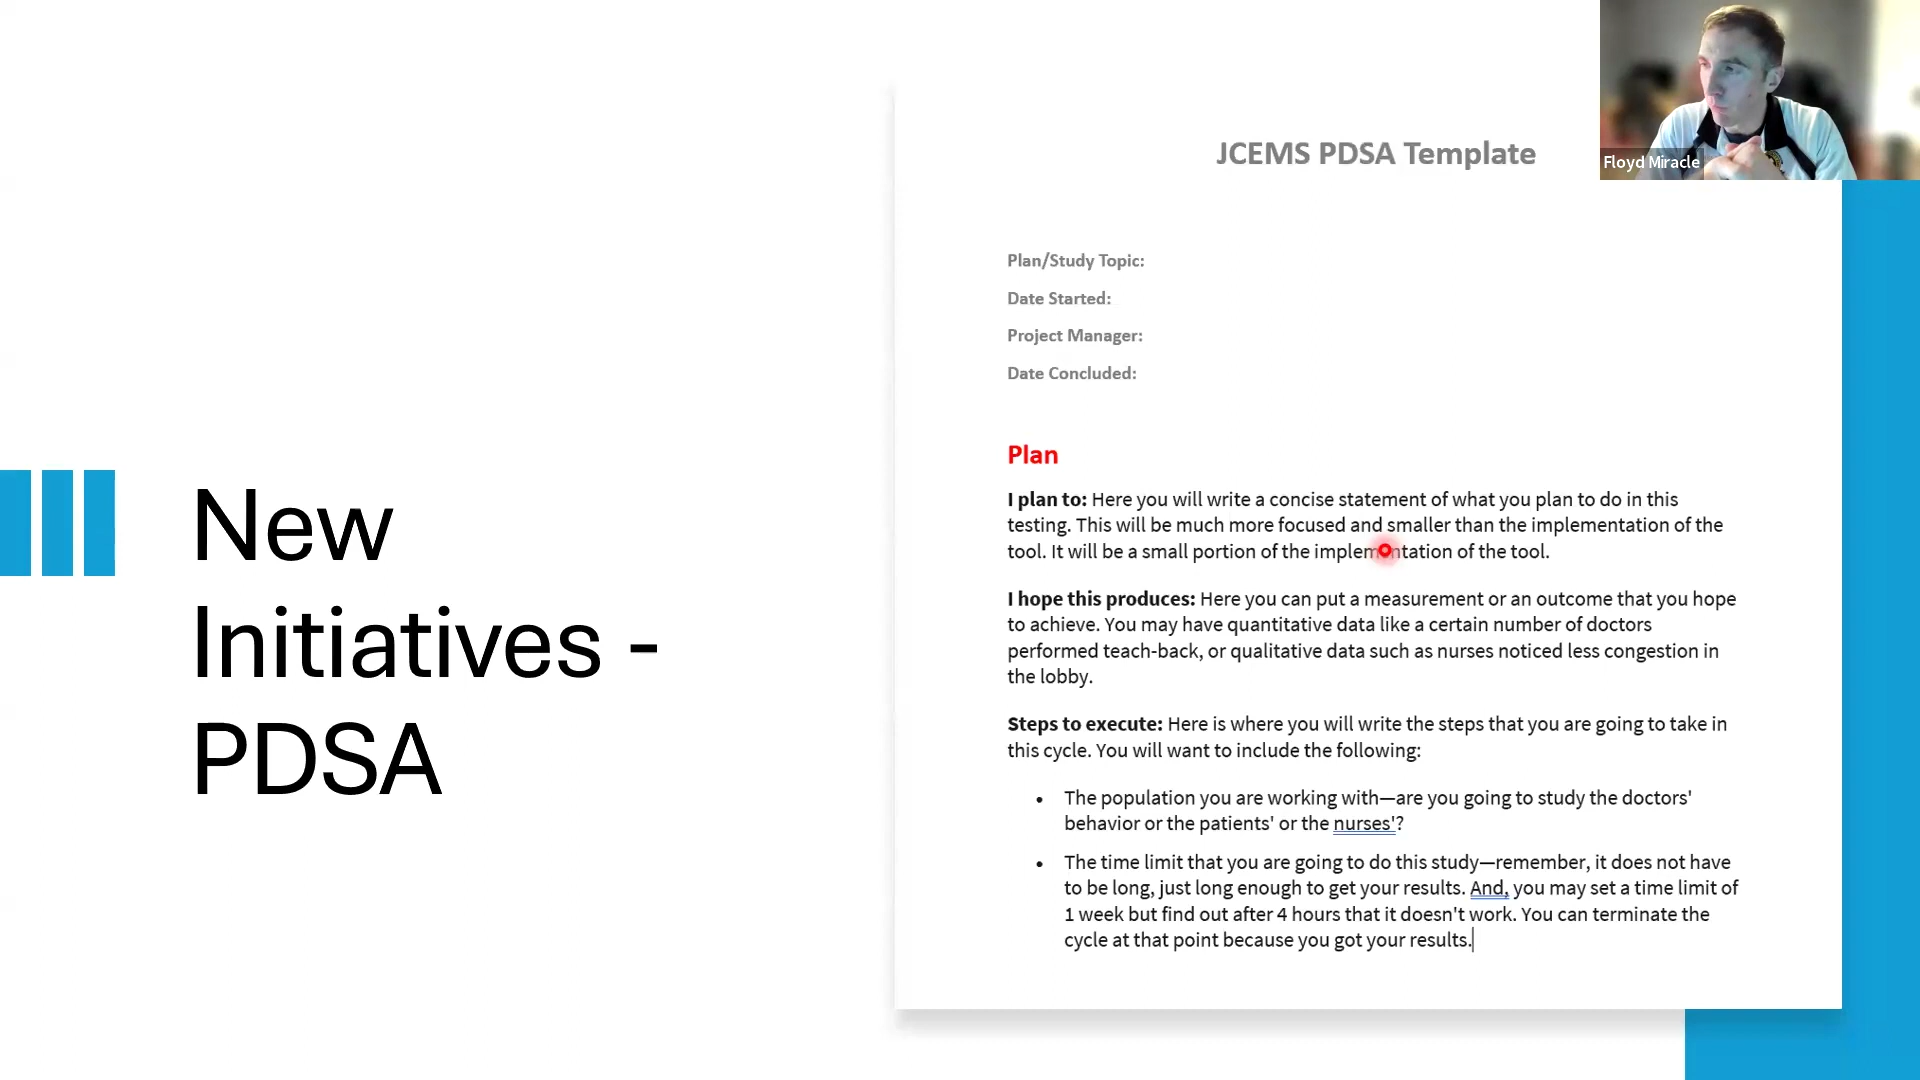 New
Initiatives -
PDSA
JCEMS PDSA Template
Floyd Miracle
Plan/Study Topic:
Date Started:
Project Manager:
Date Concluded:
Plan
I plan to: Here you will write a concise statement of what you plan to do in this
testing. This will be much more focused and smaller than the implementation of the
tool. It will be a small portion of the implementation of the tool.
I hope this produces: Here you can put a measurement or an outcome that you hope
to achieve. You may have quantitative data like a certain number of doctors
performed teach-back, or qualitative data such as nurses noticed less congestion in
the lobby.
Steps to execute: Here is where you will write the steps that you are going to take in
this cycle. You will want to include the following:
• The population you are working with—are you going to study the doctors'
behavior or the patients' or the nurses'?
• The time limit that you are going to do this study—remember, it does not have
to be long, just long enough to get your results. And, you may set a time limit of
1 week but find out after 4 hours that it doesn't work. You can terminate the
cycle at that point because you got your results.